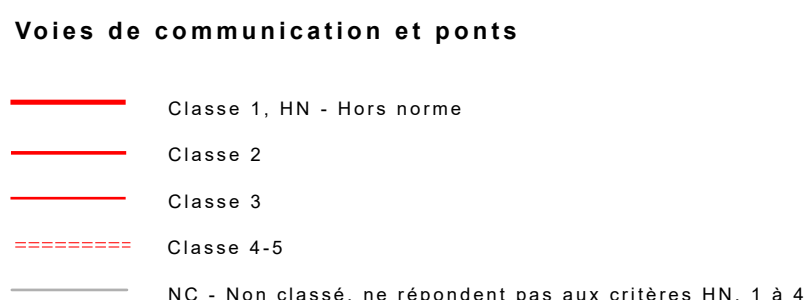 Voies de communication et ponts
Classe 1, HN - Hors norme
Classe 2
Classe 3
Classe 4-5
NC - Non classé, ne répondent pas aux critères HN, 1 à 4